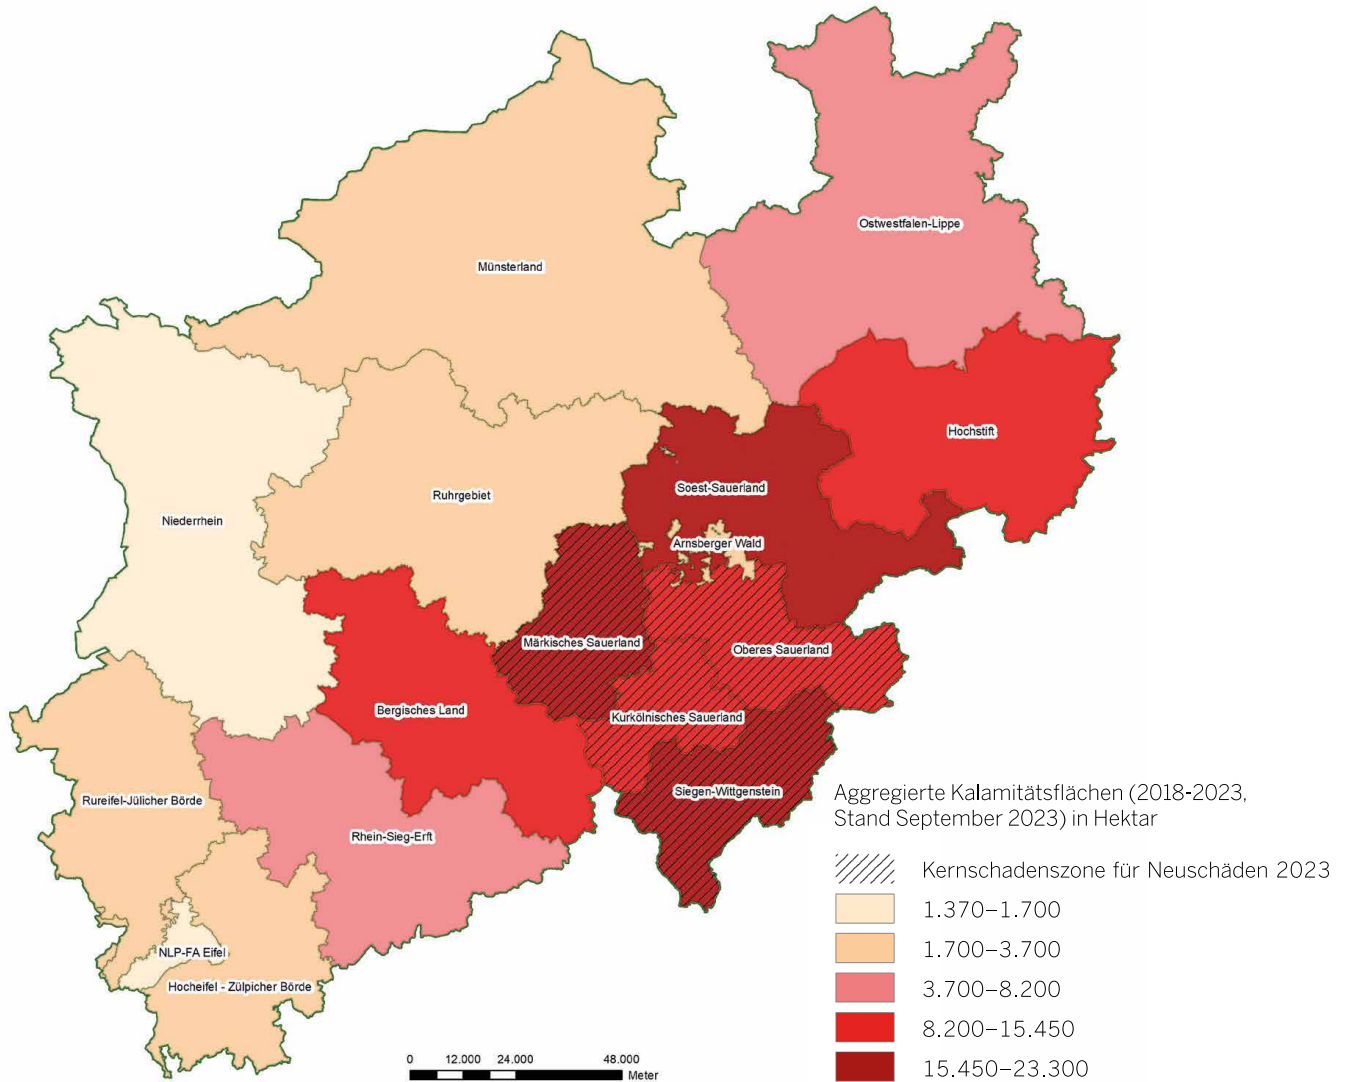 Ostwestfalen-Lippe
Münsterland
Hochstift
Soest-Sauerland
Ruhrgebiet
Niederrhein
Arnsberger Wald
Märkisches Sauerland
Oberes Sauerland
Bergisches Land
Kurkölnisches Sauerland
Siegen-Wittgenstein
Rureifel-Jülicher Börde
Rhein-Sieg-Erft
NLP-FA Eifel
Hocheifel - Zülpicher Börde
Aggregierte Kalamitätsflächen (2018-2023,
Stand September 2023) in Hektar
Kernschadenszone für Neuschäden 2023
1.370–1.700
1.700–3.700
3.700–8.200
8.200–15.450
15.450–23.300
0 12.000 24.000 48.000
Meter